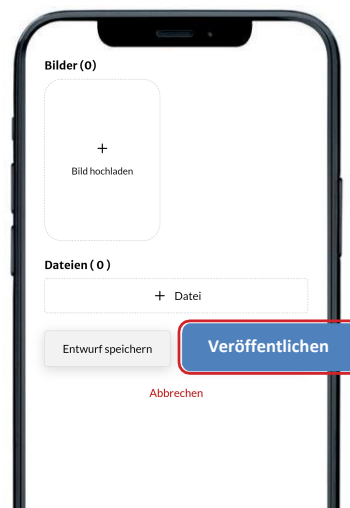 Bilder (0)
+
Bild hochladen
Dateien ( 0 )
+ Datei
Entwurf speichern
Veröffentlichen
Abbrechen